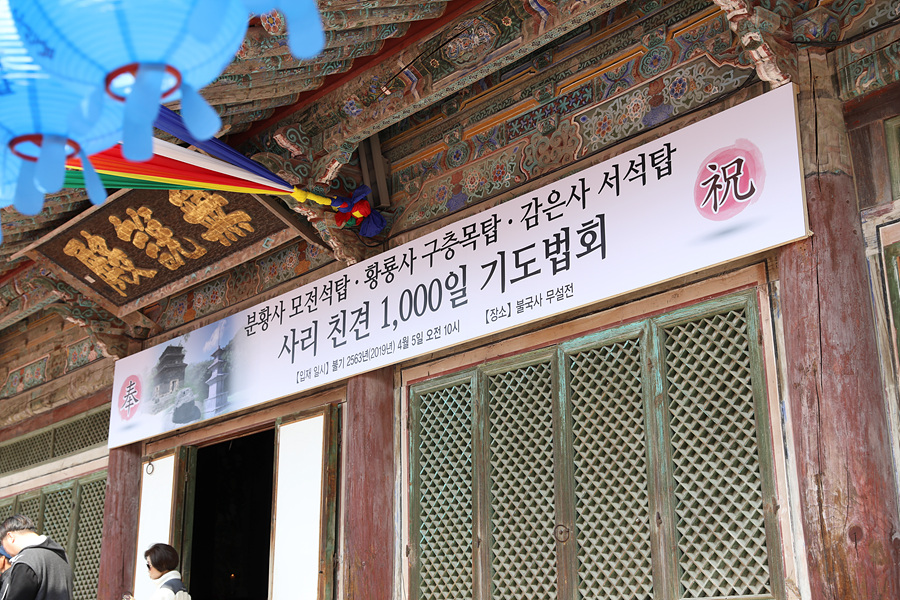 無說殿
분황사 모전석탑·황룡사 구층목탑·감은사 서석탑
사리 친견 1,000일 기도법회
【입재 일시】불기 2563년(2019년) 4월 5일 오전 10시 【장소】불국사 무설전
奉
祝